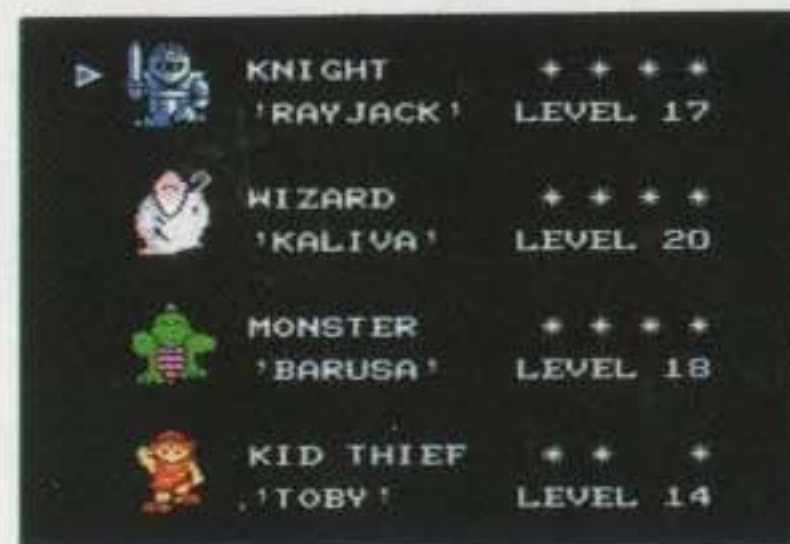 KNIGHT
'RAYJACK' LEVEL 17
WIZARD
'KALIVA' LEVEL 20
MONSTER
'BARUSA' LEVEL 18
KID THIEF
'TOBY' LEVEL 14